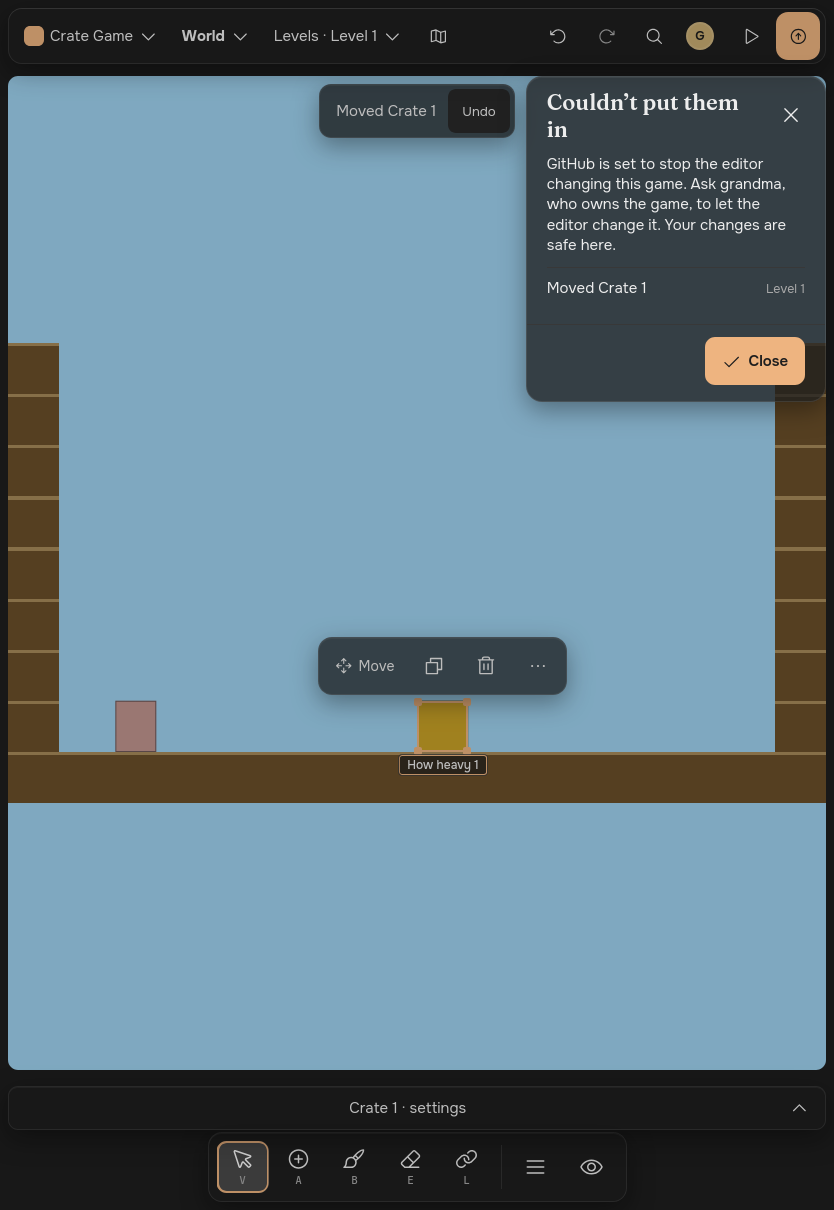 Crate Game
World
Levels · Level 1
G
Moved Crate 1
Undo
Couldn’t put them
in
GitHub is set to stop the editor
changing this game. Ask grandma,
who owns the game, to let the
editor change it. Your changes are
safe here.
Moved Crate 1
Level 1
Close
Move
How heavy 1
Crate 1 · settings
V
A
B
E
L